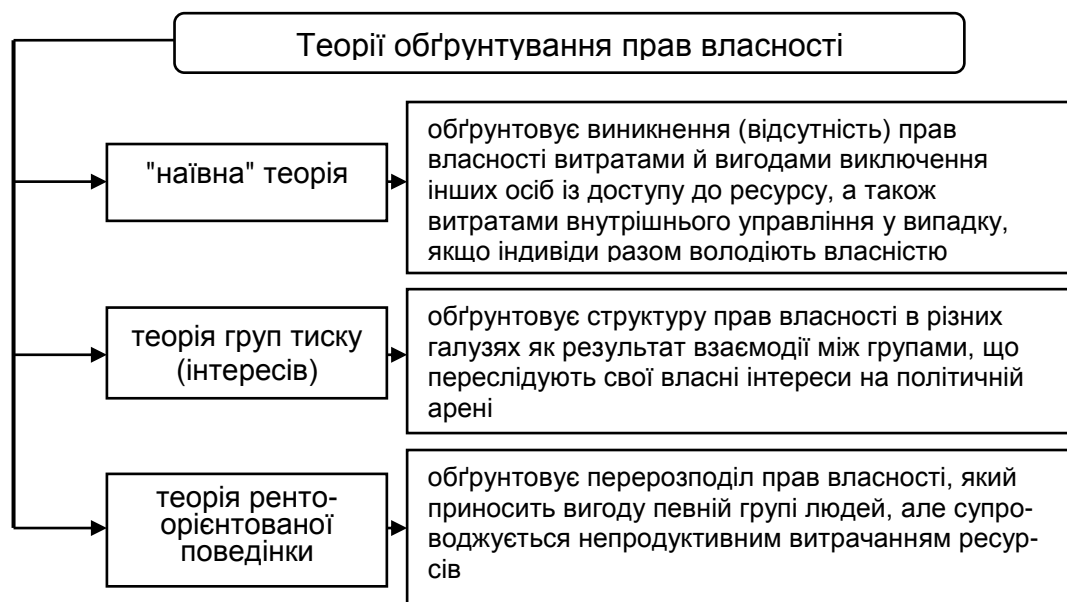 Теорії обґрунтування прав власності
"наївна" теорія
обґрунтовує виникнення (відсутність) прав
власності витратами й вигодами виключення
інших осіб із доступу до ресурсу, а також
витратами внутрішнього управління у випадку,
якщо індивіди разом володіють власністю
теорія груп тиску
(інтересів)
обґрунтовує структуру прав власності в різних
галузях як результат взаємодії між групами, що
переслідують свої власні інтереси на політичній
арені
теорія ренто-
орієнтованої
поведінки
обґрунтовує перерозподіл прав власності, який
приносить вигоду певній групі людей, але супро-
воджується непродуктивним витрачанням ресур-
сів